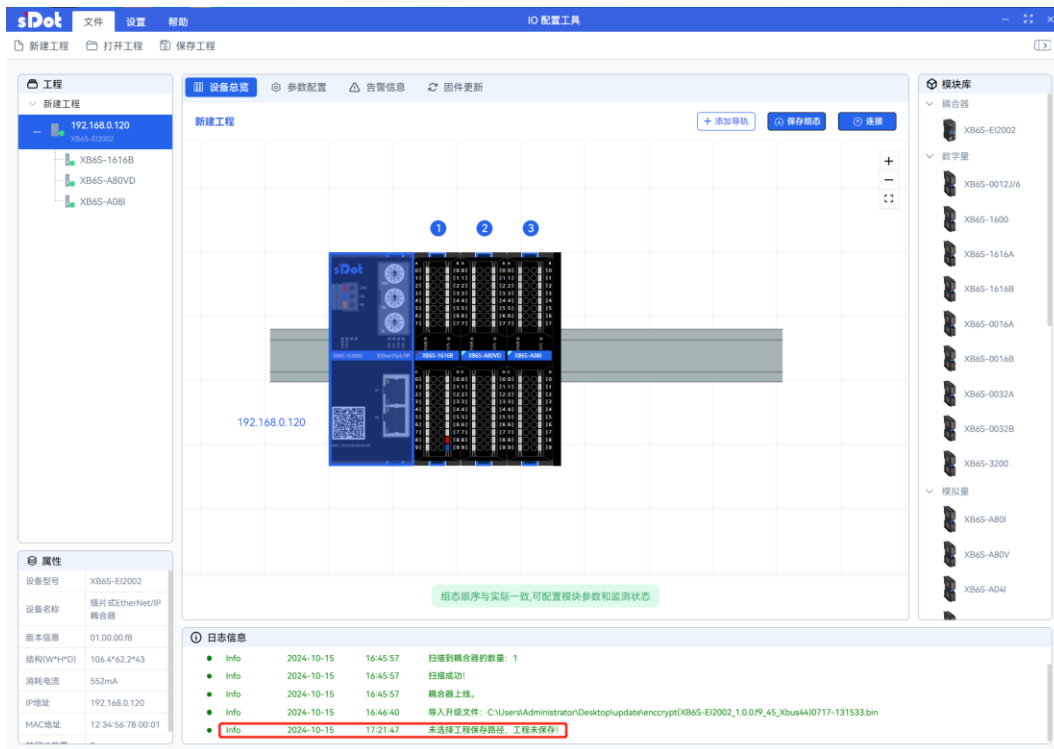 sDot 文件 设置 帮助 IO 配置工具
新建工程 打开工程 保存工程
工程
新建工程
192.168.0.120
XB6S-EI2002
XB6S-1616B
XB6S-A80VD
XB6S-A08I
设备总览 参数配置 告警信息 固件更新
新建工程 + 添加导轨 保存组态 连接
1 2 3
sDot
XB6S-EI2002 EtherNet/IP XB6S-1616B XB6S-A80VD XB6S-A08I
192.168.0.120
组态顺序与实际一致,可配置模块参数和监测状态
模块库
耦合器
XB6S-EI2002
数字量
XB6S-0012J/6
XB6S-1600
XB6S-1616A
XB6S-1616B
XB6S-0016A
XB6S-0016B
XB6S-0032A
XB6S-0032B
XB6S-3200
模拟量
XB6S-A80I
XB6S-A80V
XB6S-A04I
属性
设备型号 XB6S-EI2002
设备名称 插片式EtherNet/IP
耦合器
版本信息 01.00.00.f8
结构(W*H*D) 106.4*62.2*43
消耗电流 552mA
IP地址 192.168.0.120
MAC地址 12:34:56:78:00:01
日志信息
Info 2024-10-15 16:45:57 扫描到耦合器的数量: 1
Info 2024-10-15 16:45:57 扫描成功!
Info 2024-10-15 16:45:57 耦合器上线。
Info 2024-10-15 16:46:40 导入升级文件: C:\Users\Administrator\Desktop\update\enccrypt(XB6S-EI2002_1.0.0.f9_45_Xbus44)0717-131533.bin
Info 2024-10-15 17:21:47 未选择工程保存路径, 工程未保存!